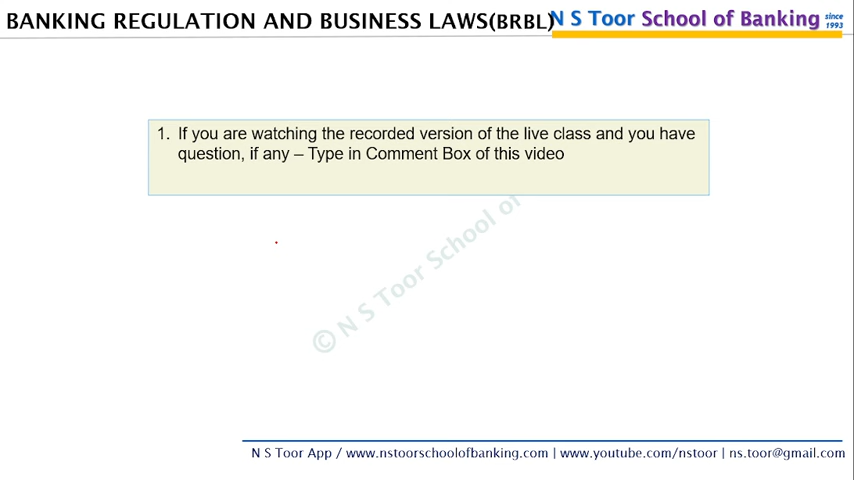 BANKING REGULATION AND BUSINESS LAWS(BRBL)
N S Toor School of Banking since 1993
1. If you are watching the recorded version of the live class and you have
question, if any – Type in Comment Box of this video
© N S Toor School of
N S Toor App / www.nstoorschoolofbanking.com | www.youtube.com/nstoor | ns.toor@gmail.com